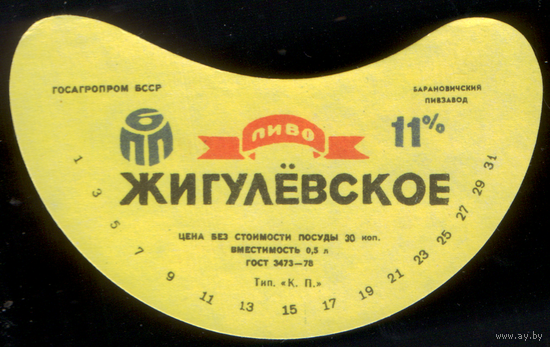 ГОСАГРОПРОМ БССР
БАРАНОВИЧСКИЙ
ПИВЗАВОД
б
ПП
ПИВО
11%
ЖИГУЛЁВСКОЕ
ЦЕНА БЕЗ СТОИМОСТИ ПОСУДЫ 30 коп.
ВМЕСТИМОСТЬ 0,5 л
ГОСТ 3473—78
Тип. «К. П.»
1 3 5 7 9 11 13 15 17 19 21 23 25 27 29 31
www.ay.by